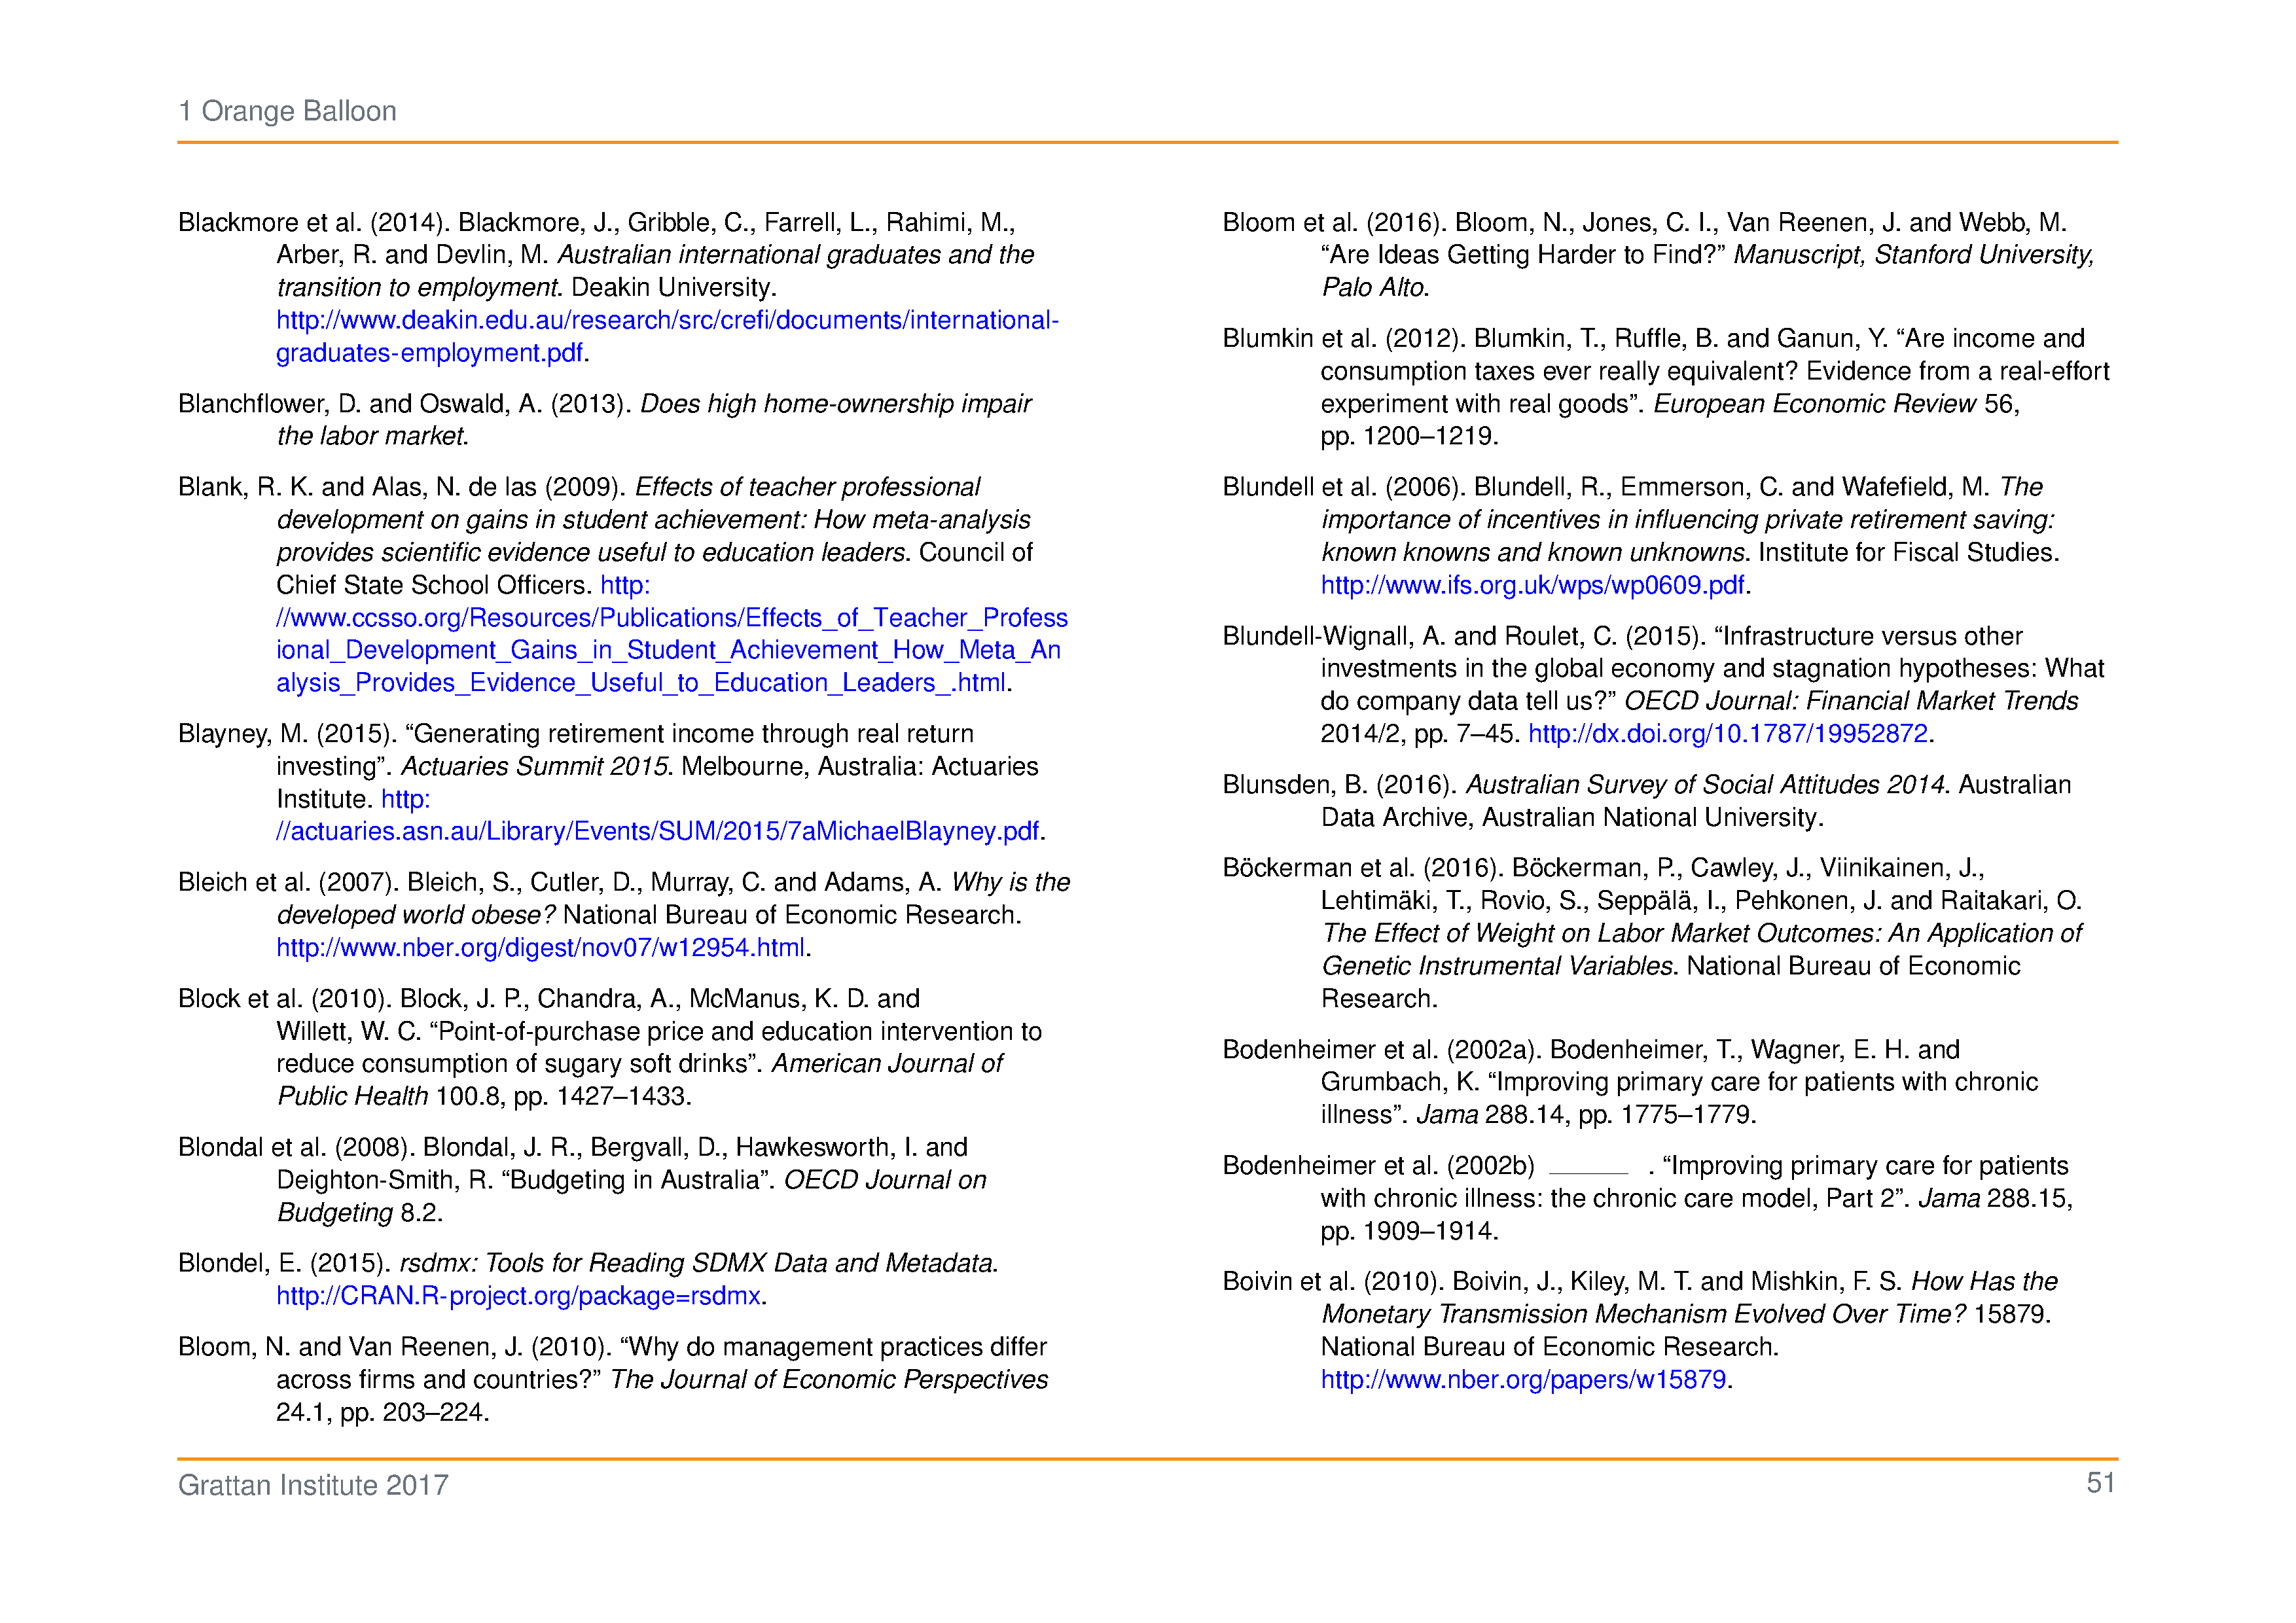 1 Orange Balloon
Blackmore et al. (2014). Blackmore, J., Gribble, C., Farrell, L., Rahimi, M.,
Arber, R. and Devlin, M. Australian international graduates and the
transition to employment. Deakin University.
http://www.deakin.edu.au/research/src/crefi/documents/international-
graduates-employment.pdf.
Blanchflower, D. and Oswald, A. (2013). Does high home-ownership impair
the labor market.
Blank, R. K. and Alas, N. de las (2009). Effects of teacher professional
development on gains in student achievement: How meta-analysis
provides scientific evidence useful to education leaders. Council of
Chief State School Officers. http:
//www.ccsso.org/Resources/Publications/Effects_of_Teacher_Profess
ional_Development_Gains_in_Student_Achievement_How_Meta_An
alysis_Provides_Evidence_Useful_to_Education_Leaders_.html.
Blayney, M. (2015). “Generating retirement income through real return
investing”. Actuaries Summit 2015. Melbourne, Australia: Actuaries
Institute. http:
//actuaries.asn.au/Library/Events/SUM/2015/7aMichaelBlayney.pdf.
Bleich et al. (2007). Bleich, S., Cutler, D., Murray, C. and Adams, A. Why is the
developed world obese? National Bureau of Economic Research.
http://www.nber.org/digest/nov07/w12954.html.
Block et al. (2010). Block, J. P., Chandra, A., McManus, K. D. and
Willett, W. C. “Point-of-purchase price and education intervention to
reduce consumption of sugary soft drinks”. American Journal of
Public Health 100.8, pp. 1427–1433.
Blondal et al. (2008). Blondal, J. R., Bergvall, D., Hawkesworth, I. and
Deighton-Smith, R. “Budgeting in Australia”. OECD Journal on
Budgeting 8.2.
Blondel, E. (2015). rsdmx: Tools for Reading SDMX Data and Metadata.
http://CRAN.R-project.org/package=rsdmx.
Bloom, N. and Van Reenen, J. (2010). “Why do management practices differ
across firms and countries?” The Journal of Economic Perspectives
24.1, pp. 203–224.
Bloom et al. (2016). Bloom, N., Jones, C. I., Van Reenen, J. and Webb, M.
“Are Ideas Getting Harder to Find?” Manuscript, Stanford University,
Palo Alto.
Blumkin et al. (2012). Blumkin, T., Ruffle, B. and Ganun, Y. “Are income and
consumption taxes ever really equivalent? Evidence from a real-effort
experiment with real goods”. European Economic Review 56,
pp. 1200–1219.
Blundell et al. (2006). Blundell, R., Emmerson, C. and Wafefield, M. The
importance of incentives in influencing private retirement saving:
known knowns and known unknowns. Institute for Fiscal Studies.
http://www.ifs.org.uk/wps/wp0609.pdf.
Blundell-Wignall, A. and Roulet, C. (2015). “Infrastructure versus other
investments in the global economy and stagnation hypotheses: What
do company data tell us?” OECD Journal: Financial Market Trends
2014/2, pp. 7–45. http://dx.doi.org/10.1787/19952872.
Blunsden, B. (2016). Australian Survey of Social Attitudes 2014. Australian
Data Archive, Australian National University.
Böckerman et al. (2016). Böckerman, P., Cawley, J., Viinikainen, J.,
Lehtimäki, T., Rovio, S., Seppälä, I., Pehkonen, J. and Raitakari, O.
The Effect of Weight on Labor Market Outcomes: An Application of
Genetic Instrumental Variables. National Bureau of Economic
Research.
Bodenheimer et al. (2002a). Bodenheimer, T., Wagner, E. H. and
Grumbach, K. “Improving primary care for patients with chronic
illness”. Jama 288.14, pp. 1775–1779.
Bodenheimer et al. (2002b) ______ . “Improving primary care for patients
with chronic illness: the chronic care model, Part 2”. Jama 288.15,
pp. 1909–1914.
Boivin et al. (2010). Boivin, J., Kiley, M. T. and Mishkin, F. S. How Has the
Monetary Transmission Mechanism Evolved Over Time? 15879.
National Bureau of Economic Research.
http://www.nber.org/papers/w15879.
Grattan Institute 2017
51